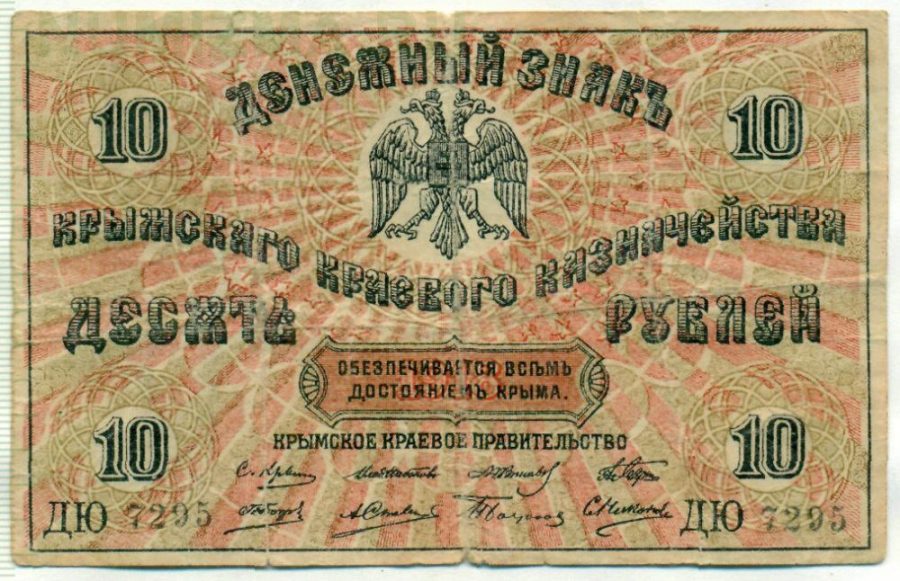 ДЕНЕЖНЫЙ ЗНАКЪ
10 10
КРЫМСКАГО КРАЕВОГО КАЗНАЧЕЙСТВА
ДЕСЯТЬ РУБЛЕЙ
ОБЕЗПЕЧИВАЕТСЯ ВСѢМЪ
ДОСТОЯНІЕМЪ КРЫМА.
КРЫМСКОЕ КРАЕВОЕ ПРАВИТЕЛЬСТВО
10 10
ДЮ 7295 ДЮ 7295